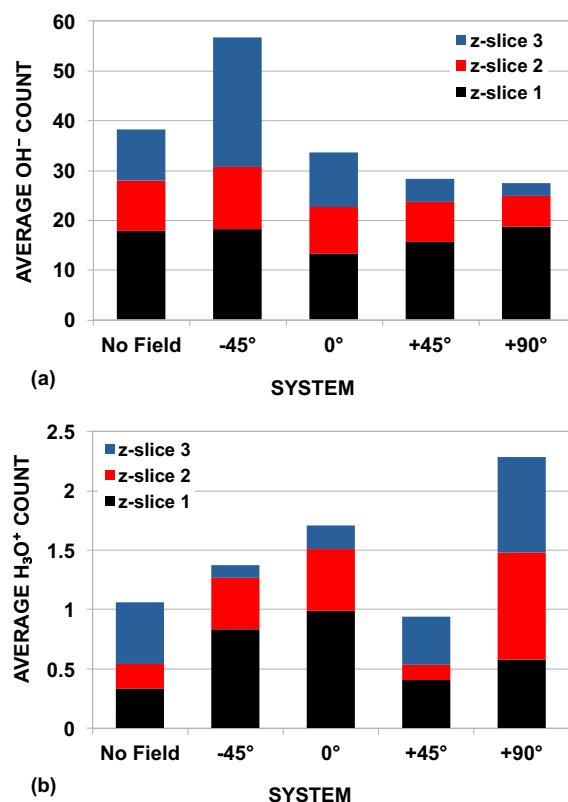 60
50
40
30
20
10
0
AVERAGE OH⁻ COUNT
z-slice 3
z-slice 2
z-slice 1
No Field -45° 0° +45° +90°
(a)
SYSTEM
2.5
2
1.5
1
0.5
0
AVERAGE H₃O⁺ COUNT
z-slice 3
z-slice 2
z-slice 1
No Field -45° 0° +45° +90°
(b)
SYSTEM